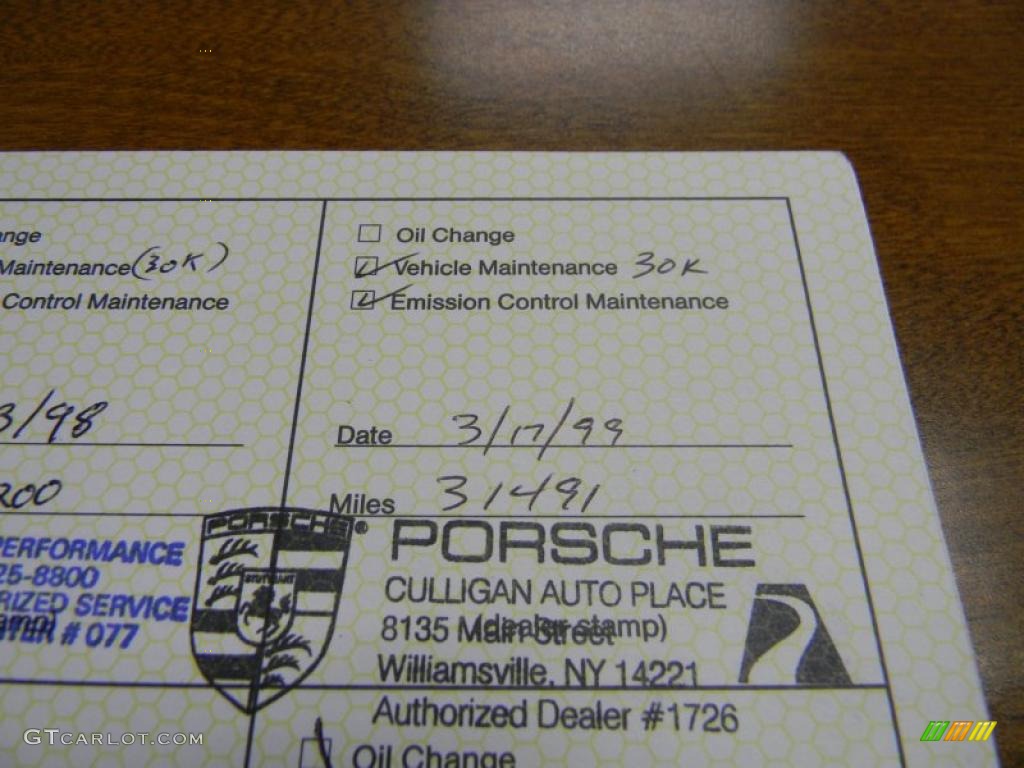 nge
Maintenance (30K)
Control Maintenance
3/98
200
PERFORMANCE
25-8800
RIZED SERVICE
TER # 077
Oil Change
Vehicle Maintenance 30K
Emission Control Maintenance
Date 3/17/99
Miles 31491
PORSCHE
STUTTGART
PORSCHE
CULLIGAN AUTO PLACE
8135 Main Street
(dealer stamp)
Williamsville, NY 14221
Authorized Dealer #1726
Oil Change
GTCARLOT.COM